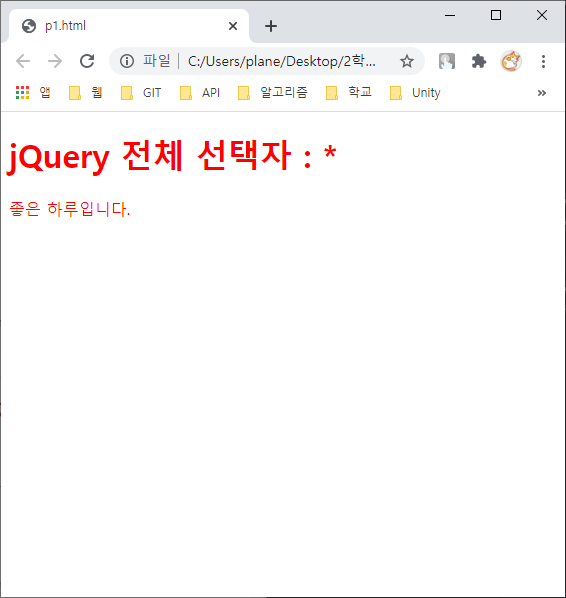 p1.html
파일 C:/Users/plane/Desktop/2학...
앱 웹 GIT API 알고리즘 학교 Unity »
jQuery 전체 선택자 : *
좋은 하루입니다.